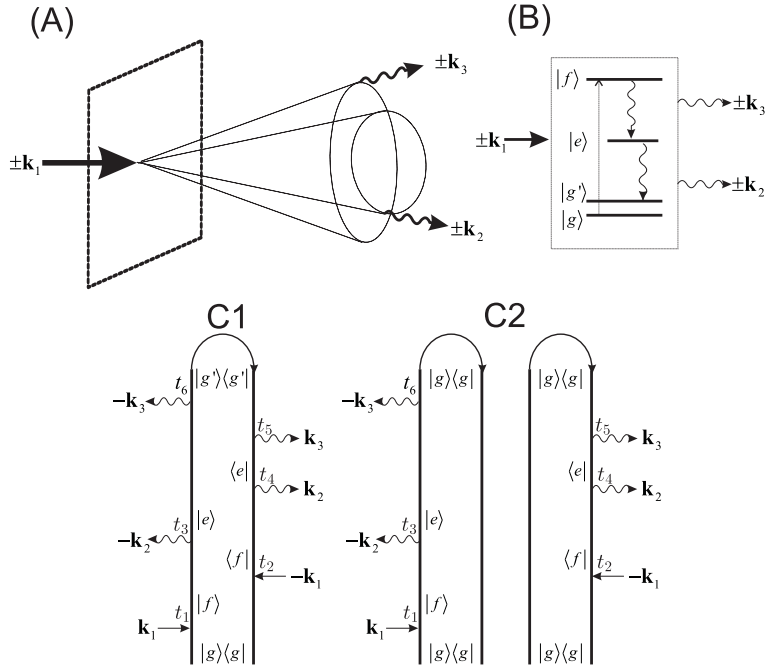 (A)
±k₃
±k₁
±k₂
(B)
|f⟩
|e⟩
|g'⟩
|g⟩
±k₁
±k₃
±k₂
C1
|g'⟩⟨g'|
t₆
−k₃
t₅
k₃
⟨e|
t₄
k₂
|e⟩
t₃
−k₂
⟨f|
t₂
−k₁
|f⟩
t₁
k₁
|g⟩⟨g|
C2
|g⟩⟨g|
t₆
−k₃
|e⟩
t₃
−k₂
|f⟩
t₁
k₁
|g⟩⟨g|
|g⟩⟨g|
t₅
k₃
⟨e|
t₄
k₂
⟨f|
t₂
−k₁
|g⟩⟨g|